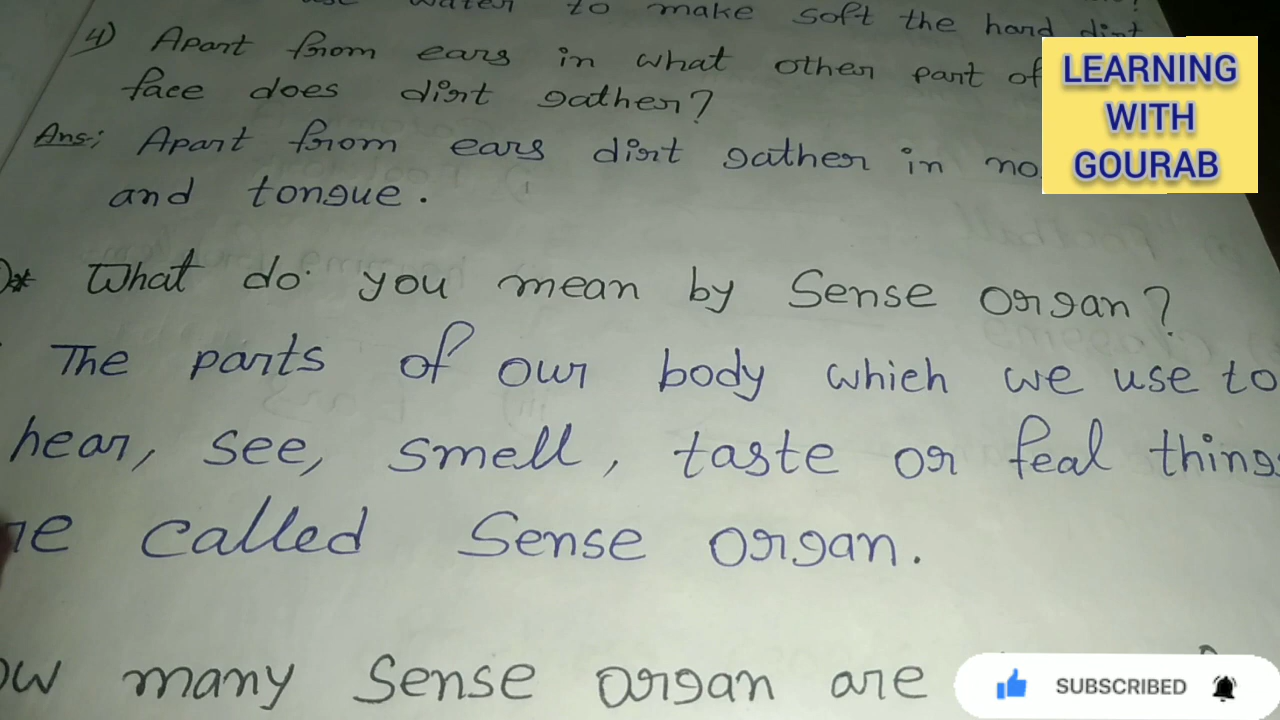 water to make soft the hard dirt
4) Apart from ears in what other part of
face does dirt gather?
Ans: Apart from ears dirt gather in
and tongue.
* What do you mean by Sense organ?
The parts of our body which we use to
hear, see, smell, taste or feal things
called Sense organ.
many Sense organ are
LEARNING
WITH
GOURAB
SUBSCRIBED